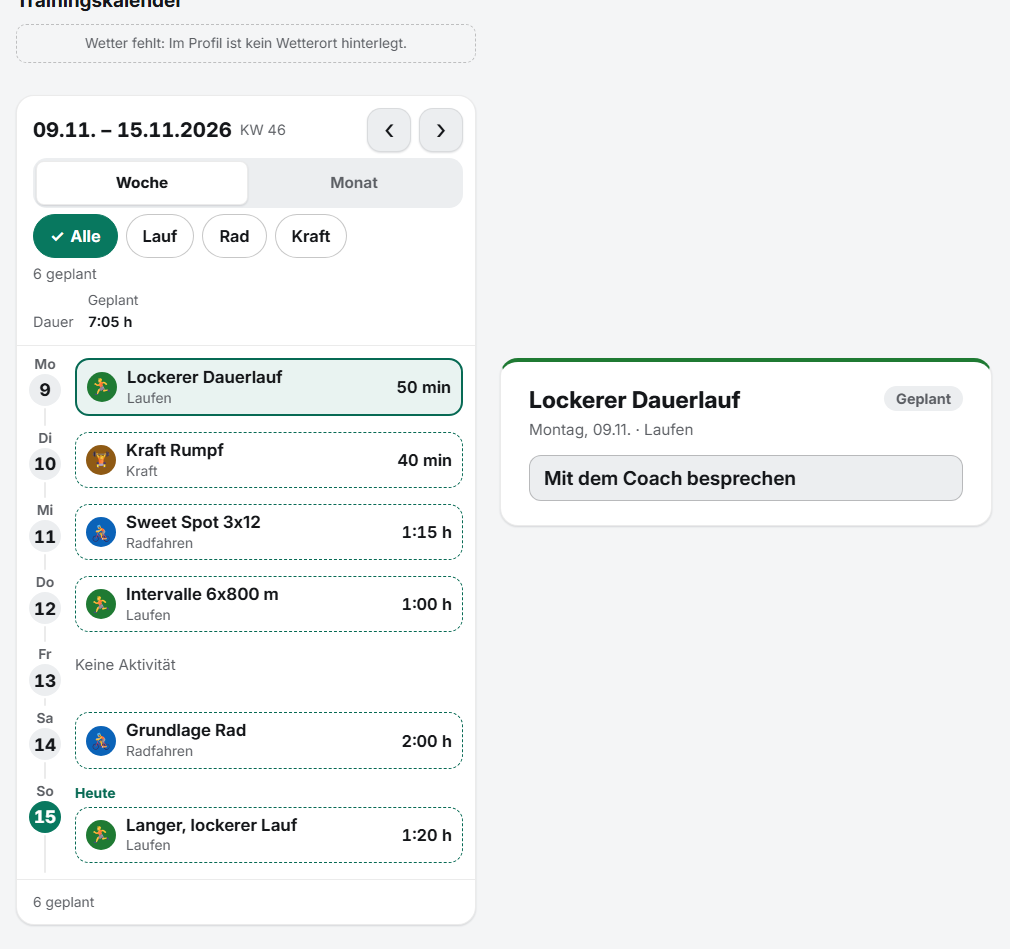 Trainingskalender
Wetter fehlt: Im Profil ist kein Wetterort hinterlegt.
09.11. – 15.11.2026 KW 46
‹ ›
Woche Monat
✓ Alle Lauf Rad Kraft
6 geplant
Geplant
Dauer 7:05 h
Mo
9
Lockerer Dauerlauf
Laufen
50 min
Di
10
Kraft Rumpf
Kraft
40 min
Mi
11
Sweet Spot 3x12
Radfahren
1:15 h
Do
12
Intervalle 6x800 m
Laufen
1:00 h
Fr
13
Keine Aktivität
Sa
14
Grundlage Rad
Radfahren
2:00 h
So
15
Heute
Langer, lockerer Lauf
Laufen
1:20 h
6 geplant
Lockerer Dauerlauf
Geplant
Montag, 09.11. · Laufen
Mit dem Coach besprechen